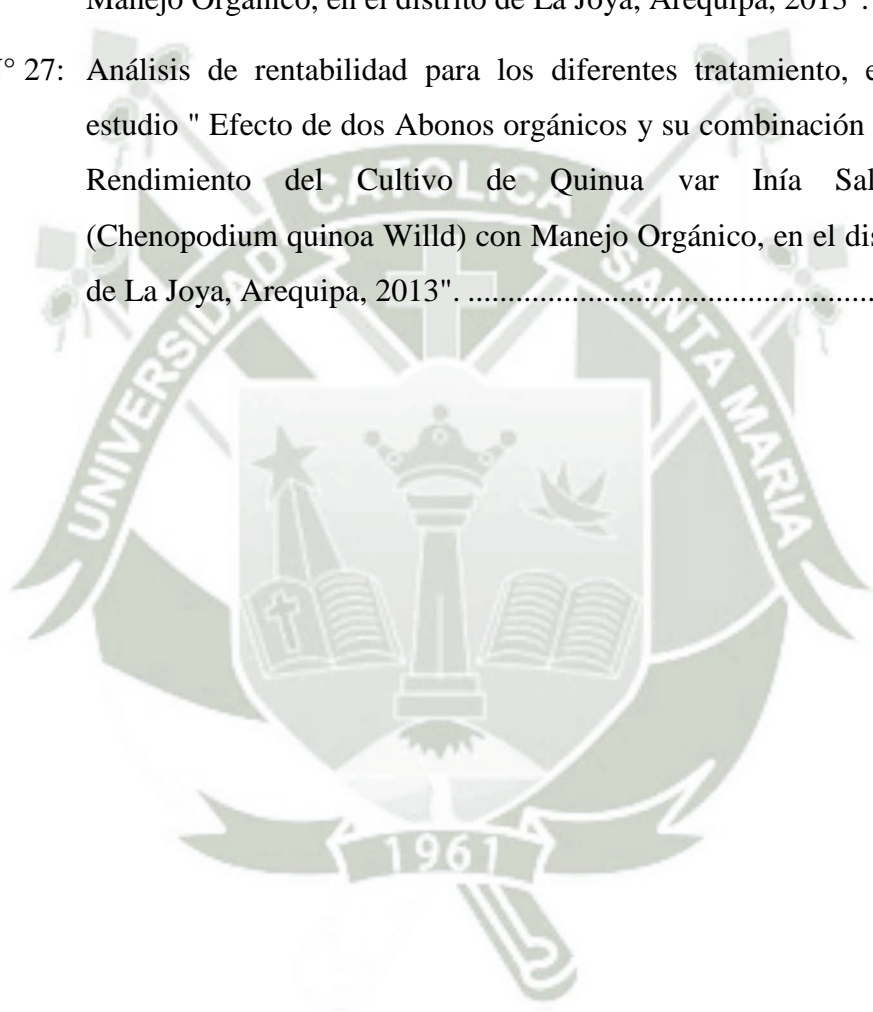 Manejo Orgánico, en el distrito de La Joya, Arequipa, 2013".
N° 27: Análisis de rentabilidad para los diferentes tratamiento, e
estudio " Efecto de dos Abonos orgánicos y su combinación
Rendimiento del Cultivo de Quinua var Inía Sal
(Chenopodium quinoa Willd) con Manejo Orgánico, en el dis
de La Joya, Arequipa, 2013". ....................................................
UNIVERSIDAD CATOLICA SANTA MARIA
1961